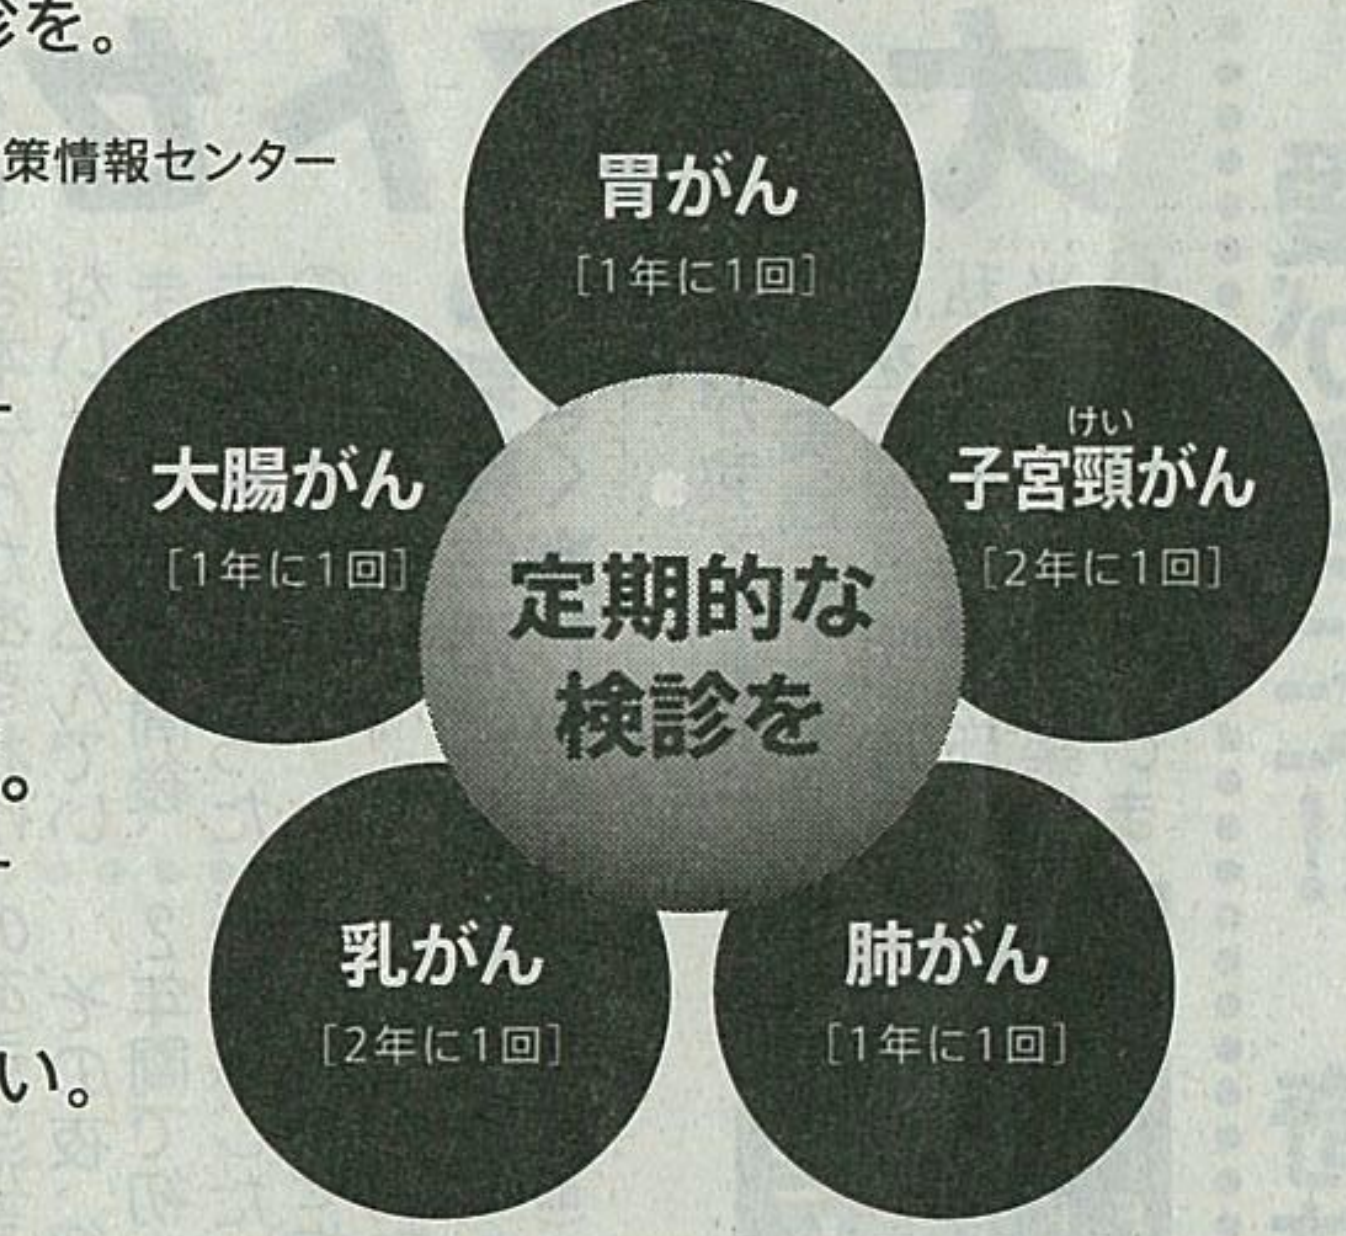 診を。
策情報センター
胃がん
[1年に1回]
大腸がん
[1年に1回]
けい
子宮頸がん
[2年に1回]
定期的な
検診を
。
乳がん
[2年に1回]
肺がん
[1年に1回]
い。